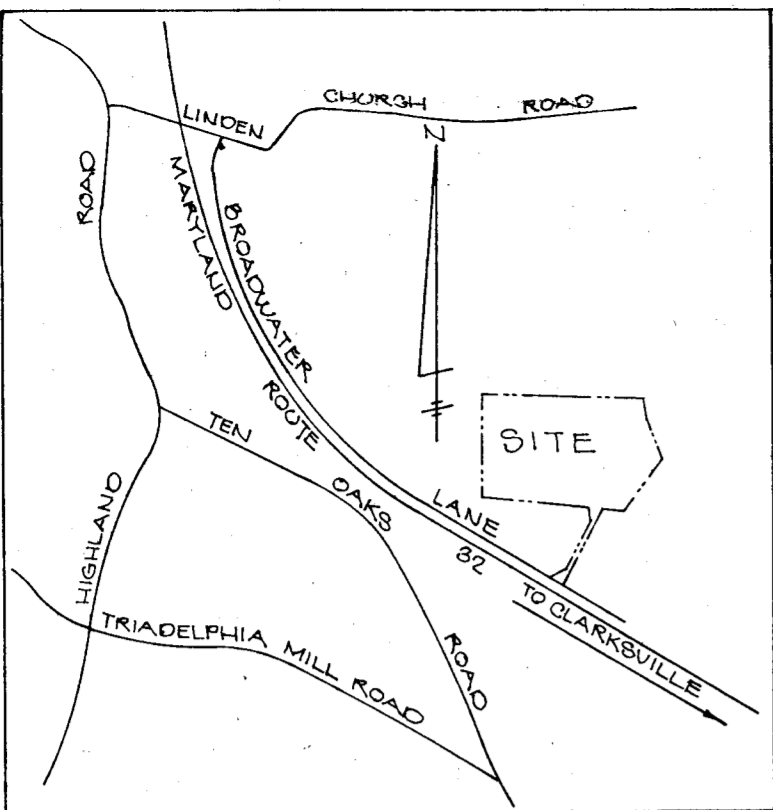 LINDEN CHURCH ROAD
N
HIGHLAND ROAD
MARYLAND ROUTE 32
BROADWATER LANE
SITE
TEN OAKS ROAD
TO CLARKSVILLE
TRIADELPHIA MILL ROAD